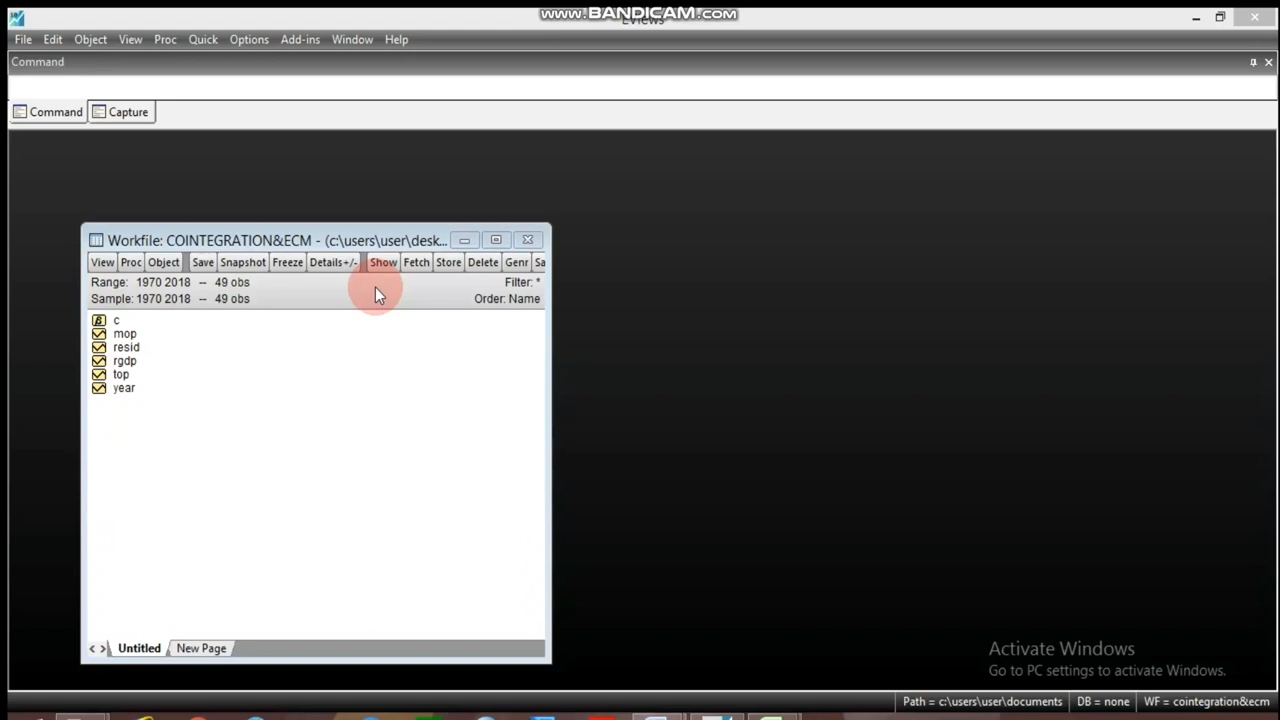 www.BANDICAM.com
EViews
File Edit Object View Proc Quick Options Add-ins Window Help
Command
Command Capture
Workfile: COINTEGRATION&ECM - (c:\users\user\desk...
View Proc Object Save Snapshot Freeze Details+/- Show Fetch Store Delete Genr Sa
Range: 1970 2018 -- 49 obs Filter: *
Sample: 1970 2018 -- 49 obs Order: Name
c
mop
resid
rgdp
top
year
Untitled New Page
Activate Windows
Go to PC settings to activate Windows.
Path = c:\users\user\documents DB = none WF = cointegration&ecm